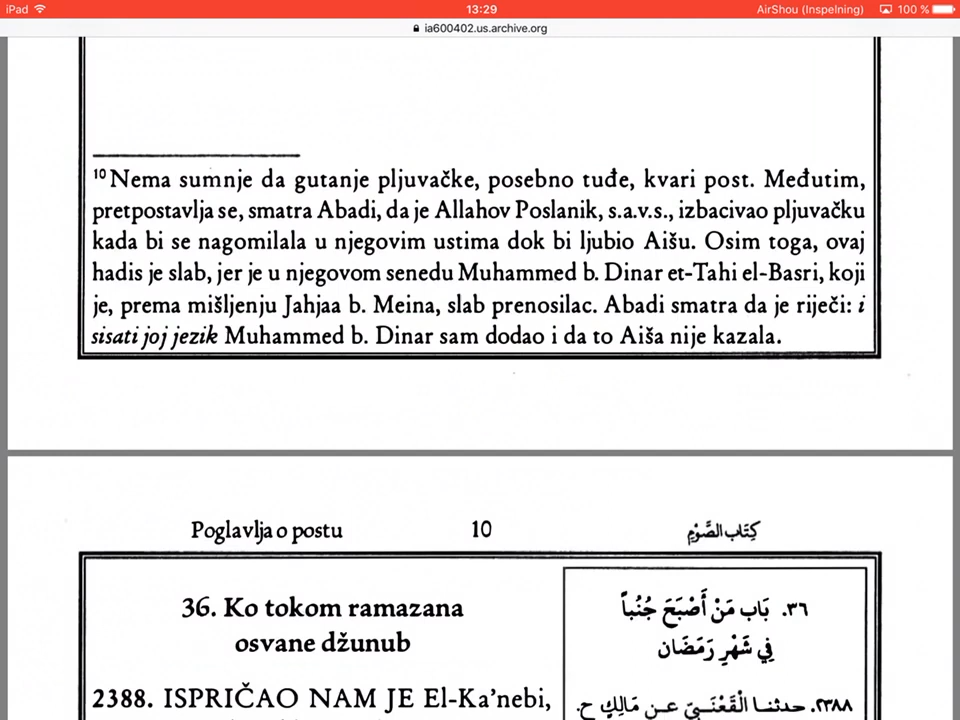 iPad 13:29 AirShou (Inspelning) 100 %
ia600402.us.archive.org
¹⁰Nema sumnje da gutanje pljuvačke, posebno tuđe, kvari post. Međutim,
pretpostavlja se, smatra Abadi, da je Allahov Poslanik, s.a.v.s., izbacivao pljuvačku
kada bi se nagomilala u njegovim ustima dok bi ljubio Aišu. Osim toga, ovaj
hadis je slab, jer je u njegovom senedu Muhammed b. Dinar et-Tahi el-Basri, koji
je, prema mišljenju Jahjaa b. Meina, slab prenosilac. Abadi smatra da je riječi: i
sisati joj jezik Muhammed b. Dinar sam dodao i da to Aiša nije kazala.
Poglavlja o postu 10 كِتَاب الصَّوْمِ
36. Ko tokom ramazana
osvane džunub
2388. ISPRIČAO NAM JE El-Ka'nebi,
٣٦. بَاب مَنْ أَصْبَحَ جُنُباً
فِي شَهْرِ رَمَضَان
٢٣٨٨. حدثنا الْقَعْنَبِيّ عن مَالِكٍ ح.